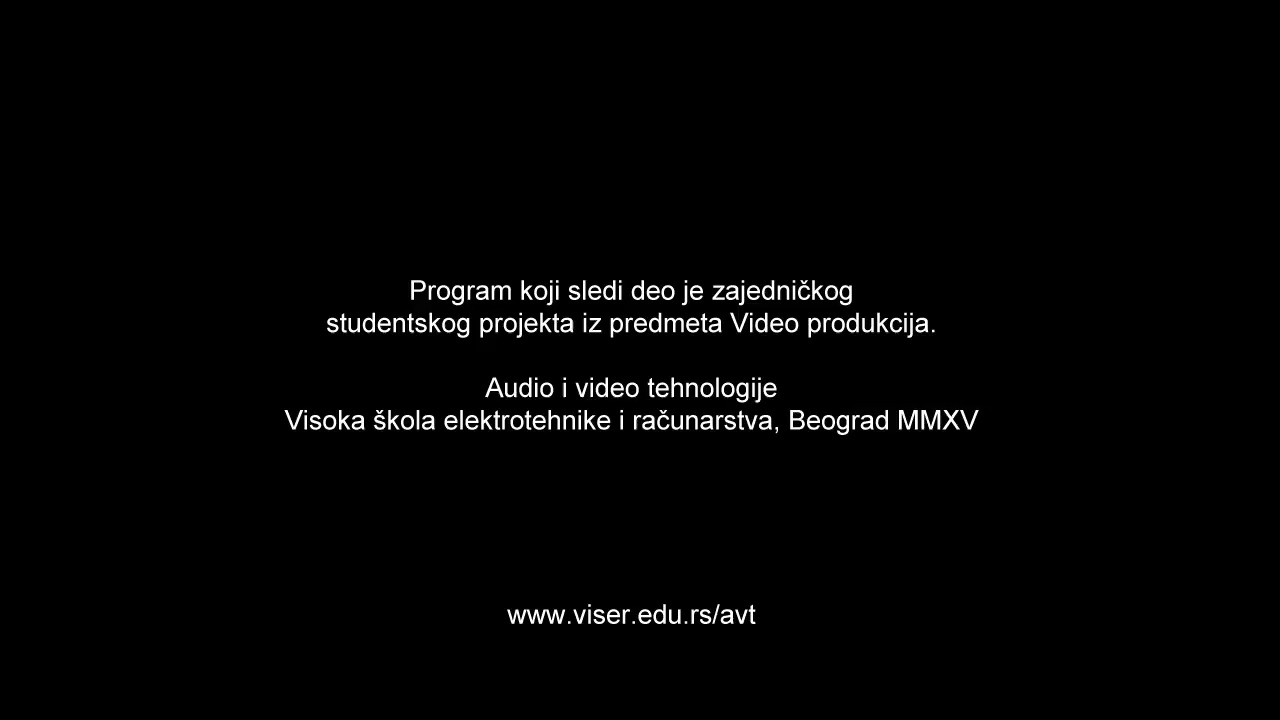 Program koji sledi deo je zajedničkog
studentskog projekta iz predmeta Video produkcija.
Audio i video tehnologije
Visoka škola elektrotehnike i računarstva, Beograd MMXV
www.viser.edu.rs/avt